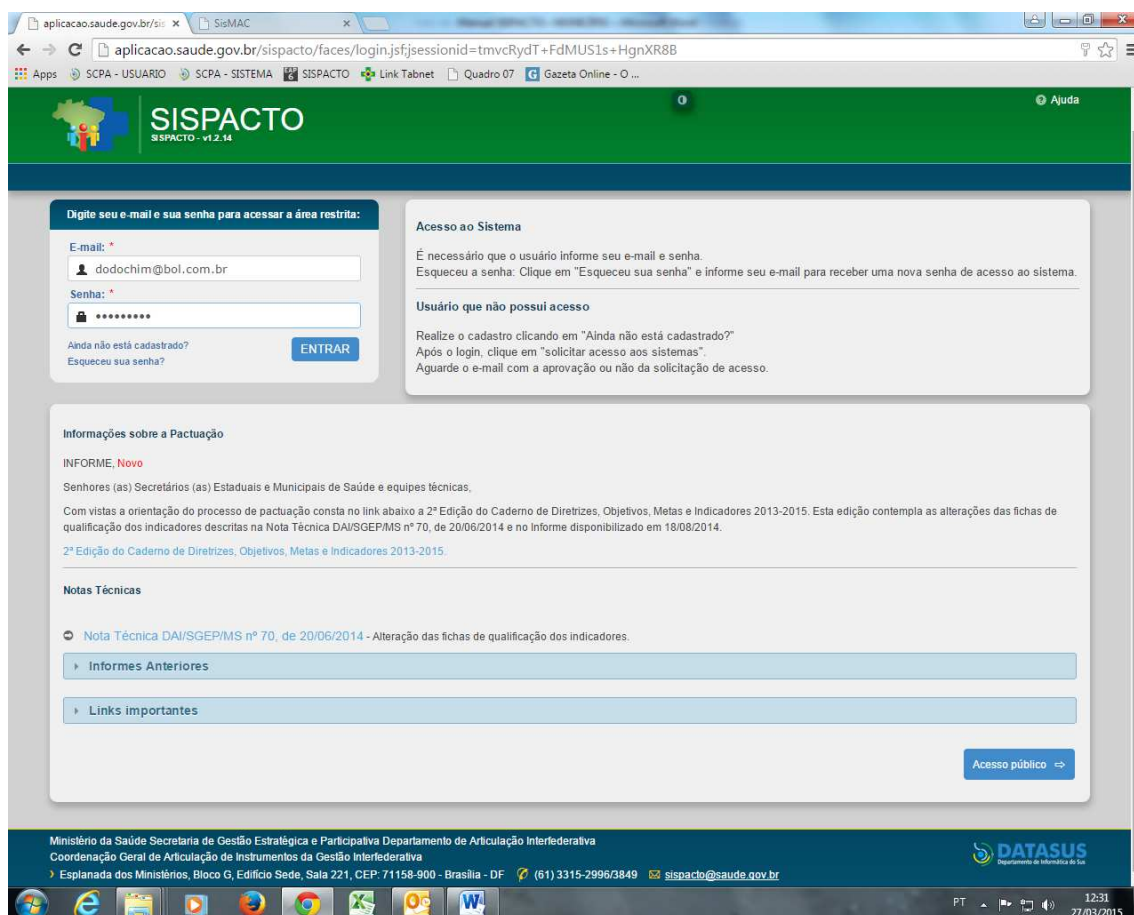 aplicacao.saude.gov.br/sis
SisMAC
aplicacao.saude.gov.br/sispacto/faces/login.jsf;jsessionid=tmvcRydT+FdMUS1s+HgnXR8B
Apps SCPA - USUARIO SCPA - SISTEMA SISPACTO Link Tabnet Quadro 07 Gazeta Online - O ...
SISPACTO
SISPACTO - v1.2.14
Ajuda
Digite seu e-mail e sua senha para acessar a área restrita:
E-mail: *
dodochim@bol.com.br
Senha: *
•••••••••
Ainda não está cadastrado?
Esqueceu sua senha?
ENTRAR
Acesso ao Sistema
É necessário que o usuário informe seu e-mail e senha.
Esqueceu a senha: Clique em "Esqueceu sua senha" e informe seu e-mail para receber uma nova senha de acesso ao sistema.
Usuário que não possui acesso
Realize o cadastro clicando em "Ainda não está cadastrado?"
Após o login, clique em "solicitar acesso aos sistemas".
Aguarde o e-mail com a aprovação ou não da solicitação de acesso.
Informações sobre a Pactuação
INFORME, Novo
Senhores (as) Secretários (as) Estaduais e Municipais de Saúde e equipes técnicas,
Com vistas a orientação do processo de pactuação consta no link abaixo a 2ª Edição do Caderno de Diretrizes, Objetivos, Metas e Indicadores 2013-2015. Esta edição contempla as alterações das fichas de
qualificação dos indicadores descritas na Nota Técnica DAI/SGEP/MS nº 70, de 20/06/2014 e no Informe disponibilizado em 18/08/2014.
2ª Edição do Caderno de Diretrizes, Objetivos, Metas e Indicadores 2013-2015.
Notas Técnicas
Nota Técnica DAI/SGEP/MS nº 70, de 20/06/2014 - Alteração das fichas de qualificação dos indicadores.
Informes Anteriores
Links importantes
Acesso público
Ministério da Saúde Secretaria de Gestão Estratégica e Participativa Departamento de Articulação Interfederativa
Coordenação Geral de Articulação de Instrumentos da Gestão Interfederativa
Esplanada dos Ministérios, Bloco G, Edifício Sede, Sala 221, CEP: 71158-900 - Brasília - DF (61) 3315-2996/3849 sispacto@saude.gov.br
DATASUS
Departamento de Informática do Sus
PT
12:31
27/03/2015